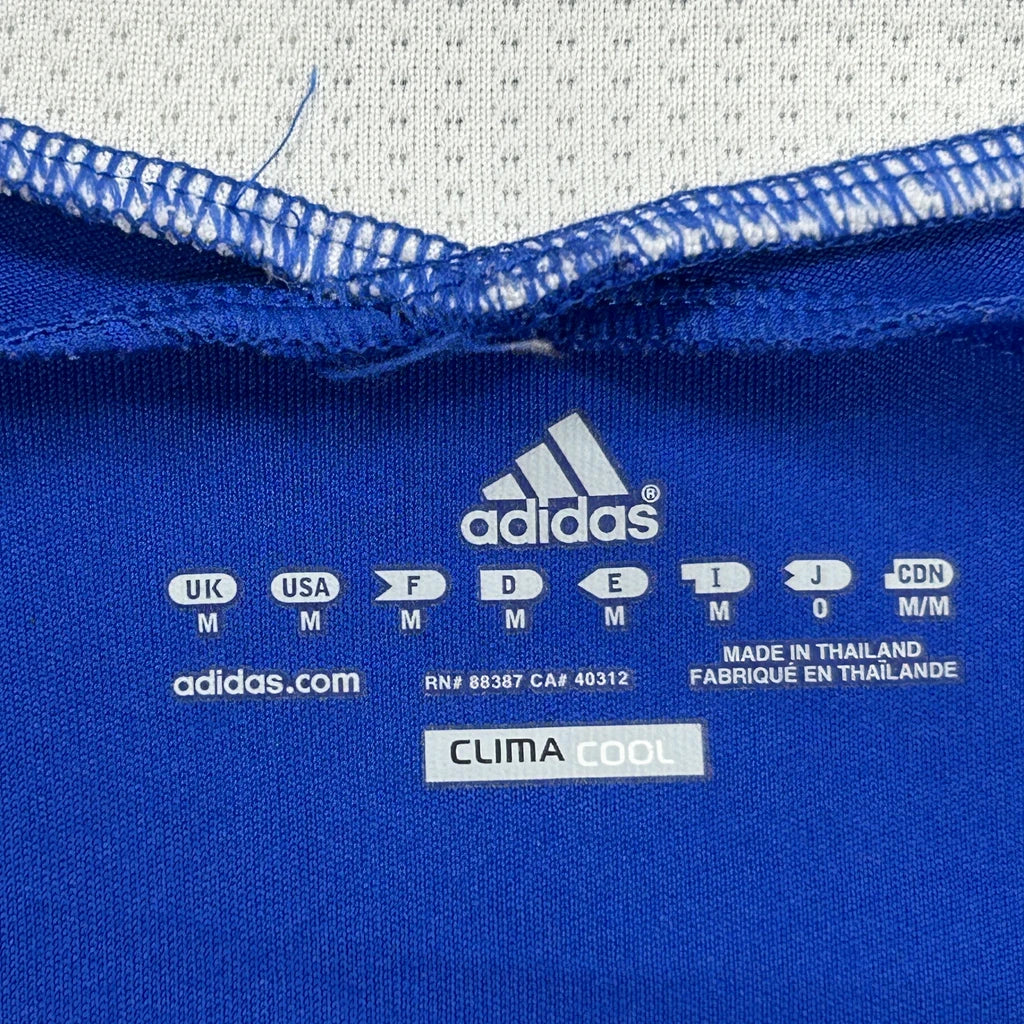 adidas®
UK USA F D E I J CDN
M M M M M M O M/M
adidas.com
RN# 88387 CA# 40312
MADE IN THAILAND
FABRIQUÉ EN THAÏLANDE
CLIMA COOL